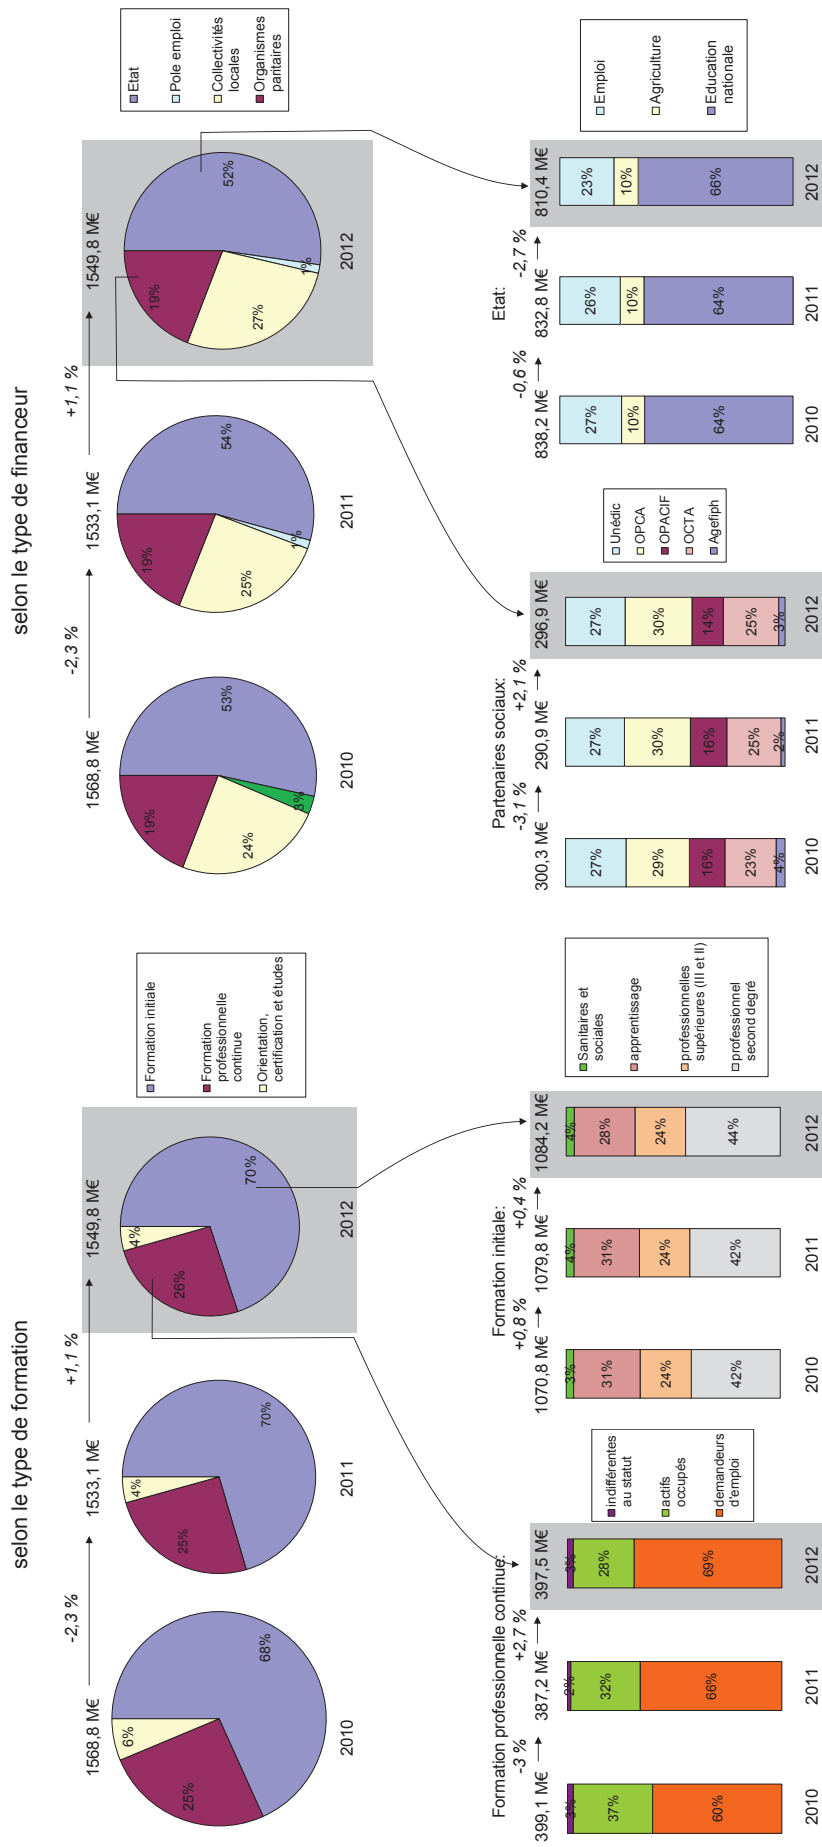 selon le type de formation
-2,3 %
+1,1 %
1568,8 M€
1533,1 M€
1549,8 M€
6%
25%
68%
2010
4%
25%
70%
2011
4%
26%
70%
2012
Formation initiale
Formation
professionnelle
continue
Orientation,
certification et études
Formation professionnelle continue:
-3 %
+2,7 %
399,1 M€
387,2 M€
397,5 M€
3%
37%
60%
2010
2%
32%
66%
2011
3%
28%
69%
2012
indifférentes
au statut
actifs
occupés
demandeurs
d'emploi
Formation initiale:
+0,8 %
+0,4 %
1070,8 M€
1079,8 M€
1084,2 M€
3%
31%
24%
42%
2010
4%
31%
24%
42%
2011
4%
28%
24%
44%
2012
Sanitaires et
sociales
apprentissage
professionnelles
supérieures (III et II)
professionnel
second degré
selon le type de financeur
-2,3 %
+1,1 %
1568,8 M€
1533,1 M€
1549,8 M€
19%
53%
24%
3%
2010
19%
54%
25%
1%
2011
19%
52%
27%
1%
2012
Etat
Pole emploi
Collectivités
locales
Organismes
paritaires
Partenaires sociaux:
-3,1 %
+2,1 %
300,3 M€
290,9 M€
296,9 M€
27%
29%
16%
23%
4%
2010
27%
30%
16%
25%
2%
2011
27%
30%
14%
25%
3%
2012
Unédic
OPCA
OPACIF
OCTA
Agefiph
Etat:
-0,6 %
-2,7 %
838,2 M€
832,8 M€
810,4 M€
27%
10%
64%
2010
26%
10%
64%
2011
23%
10%
66%
2012
Emploi
Agriculture
Education
nationale